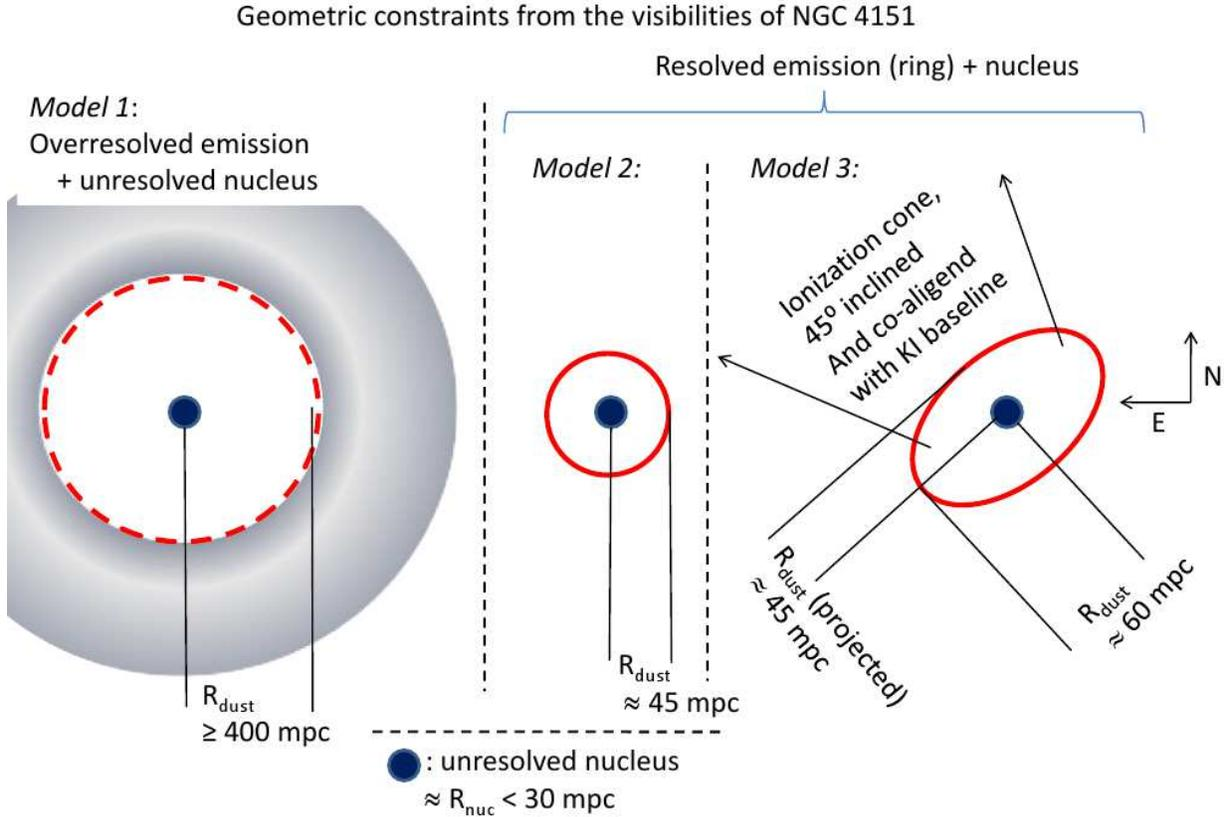 Geometric constraints from the visibilities of NGC 4151
Resolved emission (ring) + nucleus
Model 1:
Overresolved emission
+ unresolved nucleus
Model 2:
Model 3:
Ionization cone,
45º inclined
And co-aligend
with KI baseline
N
E
R_dust
≥ 400 mpc
R_dust
≈ 45 mpc
R_dust (projected)
≈ 45 mpc
R_dust
≈ 60 mpc
: unresolved nucleus
≈ R_nuc < 30 mpc